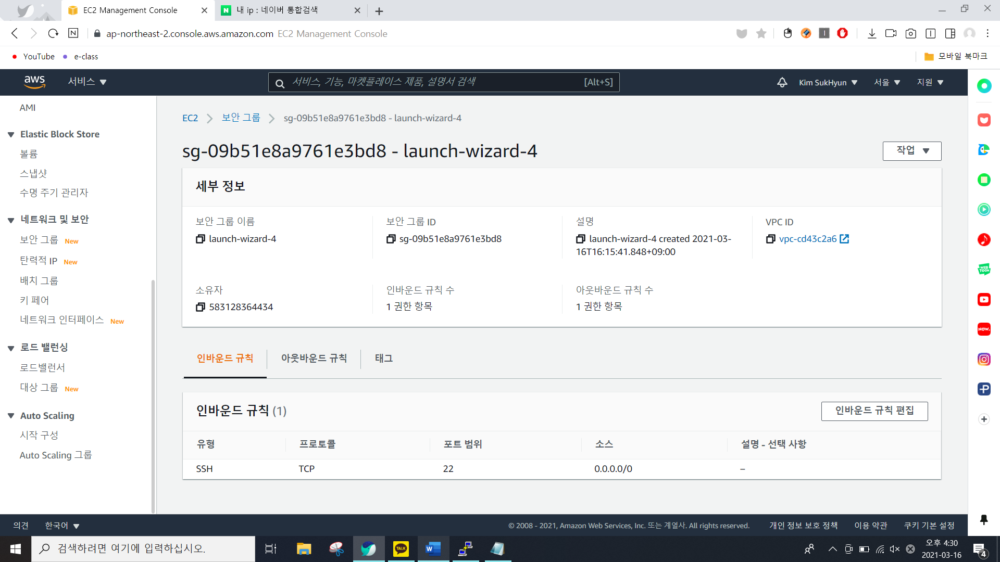 EC2 Management Console
내 ip : 네이버 통합검색
ap-northeast-2.console.aws.amazon.com EC2 Management Console
YouTube
e-class
모바일 북마크
aws
서비스
서비스, 기능, 마켓플레이스 제품, 설명서 검색
[Alt+S]
Kim SukHyun
서울
지원
AMI
Elastic Block Store
볼륨
스냅샷
수명 주기 관리자
네트워크 및 보안
보안 그룹 New
탄력적 IP New
배치 그룹
키 페어
네트워크 인터페이스 New
로드 밸런싱
로드밸런서
대상 그룹 New
Auto Scaling
시작 구성
Auto Scaling 그룹
EC2
보안 그룹
sg-09b51e8a9761e3bd8 - launch-wizard-4
sg-09b51e8a9761e3bd8 - launch-wizard-4
작업
세부 정보
보안 그룹 이름
launch-wizard-4
보안 그룹 ID
sg-09b51e8a9761e3bd8
설명
launch-wizard-4 created 2021-03-
16T16:15:41.848+09:00
VPC ID
vpc-cd43c2a6
소유자
583128364434
인바운드 규칙 수
1 권한 항목
아웃바운드 규칙 수
1 권한 항목
인바운드 규칙
아웃바운드 규칙
태그
인바운드 규칙 (1)
인바운드 규칙 편집
유형
프로토콜
포트 범위
소스
설명 - 선택 사항
SSH
TCP
22
0.0.0.0/0
–
WEB
TOON
NOW.
의견
한국어
© 2008 - 2021, Amazon Web Services, Inc. 또는 계열사. All rights reserved.
개인 정보 보호 정책
이용 약관
쿠키 기본 설정
검색하려면 여기에 입력하십시오.
TALK
오후 4:30
2021-03-16
4